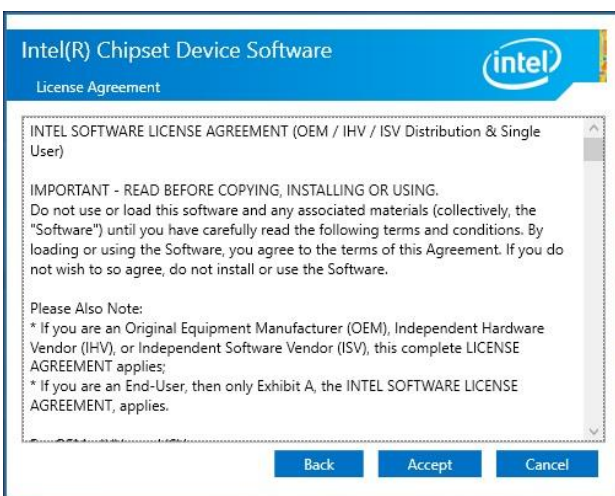 Intel(R) Chipset Device Software
(intel)
License Agreement
INTEL SOFTWARE LICENSE AGREEMENT (OEM / IHV / ISV Distribution & Single
User)
IMPORTANT - READ BEFORE COPYING, INSTALLING OR USING.
Do not use or load this software and any associated materials (collectively, the
"Software") until you have carefully read the following terms and conditions. By
loading or using the Software, you agree to the terms of this Agreement. If you do
not wish to so agree, do not install or use the Software.
Please Also Note:
* If you are an Original Equipment Manufacturer (OEM), Independent Hardware
Vendor (IHV), or Independent Software Vendor (ISV), this complete LICENSE
AGREEMENT applies;
* If you are an End-User, then only Exhibit A, the INTEL SOFTWARE LICENSE
AGREEMENT, applies.
Back
Accept
Cancel